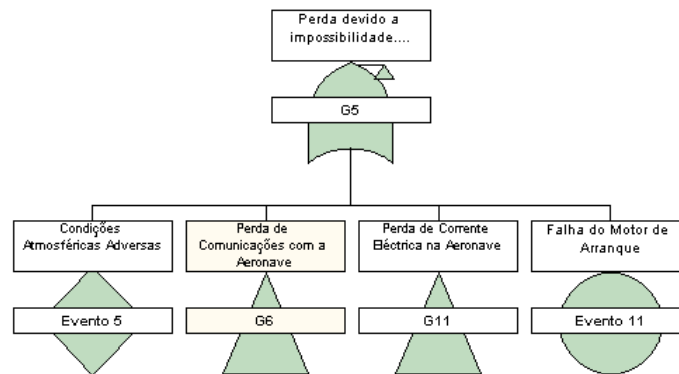 Perda devido a
impossibilidade....
G5
Condições
Atmosféricas Adversas
Perda de
Comunicações com a
Aeronave
Perda de Corrente
Eléctrica na Aeronave
Falha do Motor de
Arranque
Evento 5
G6
G11
Evento 11